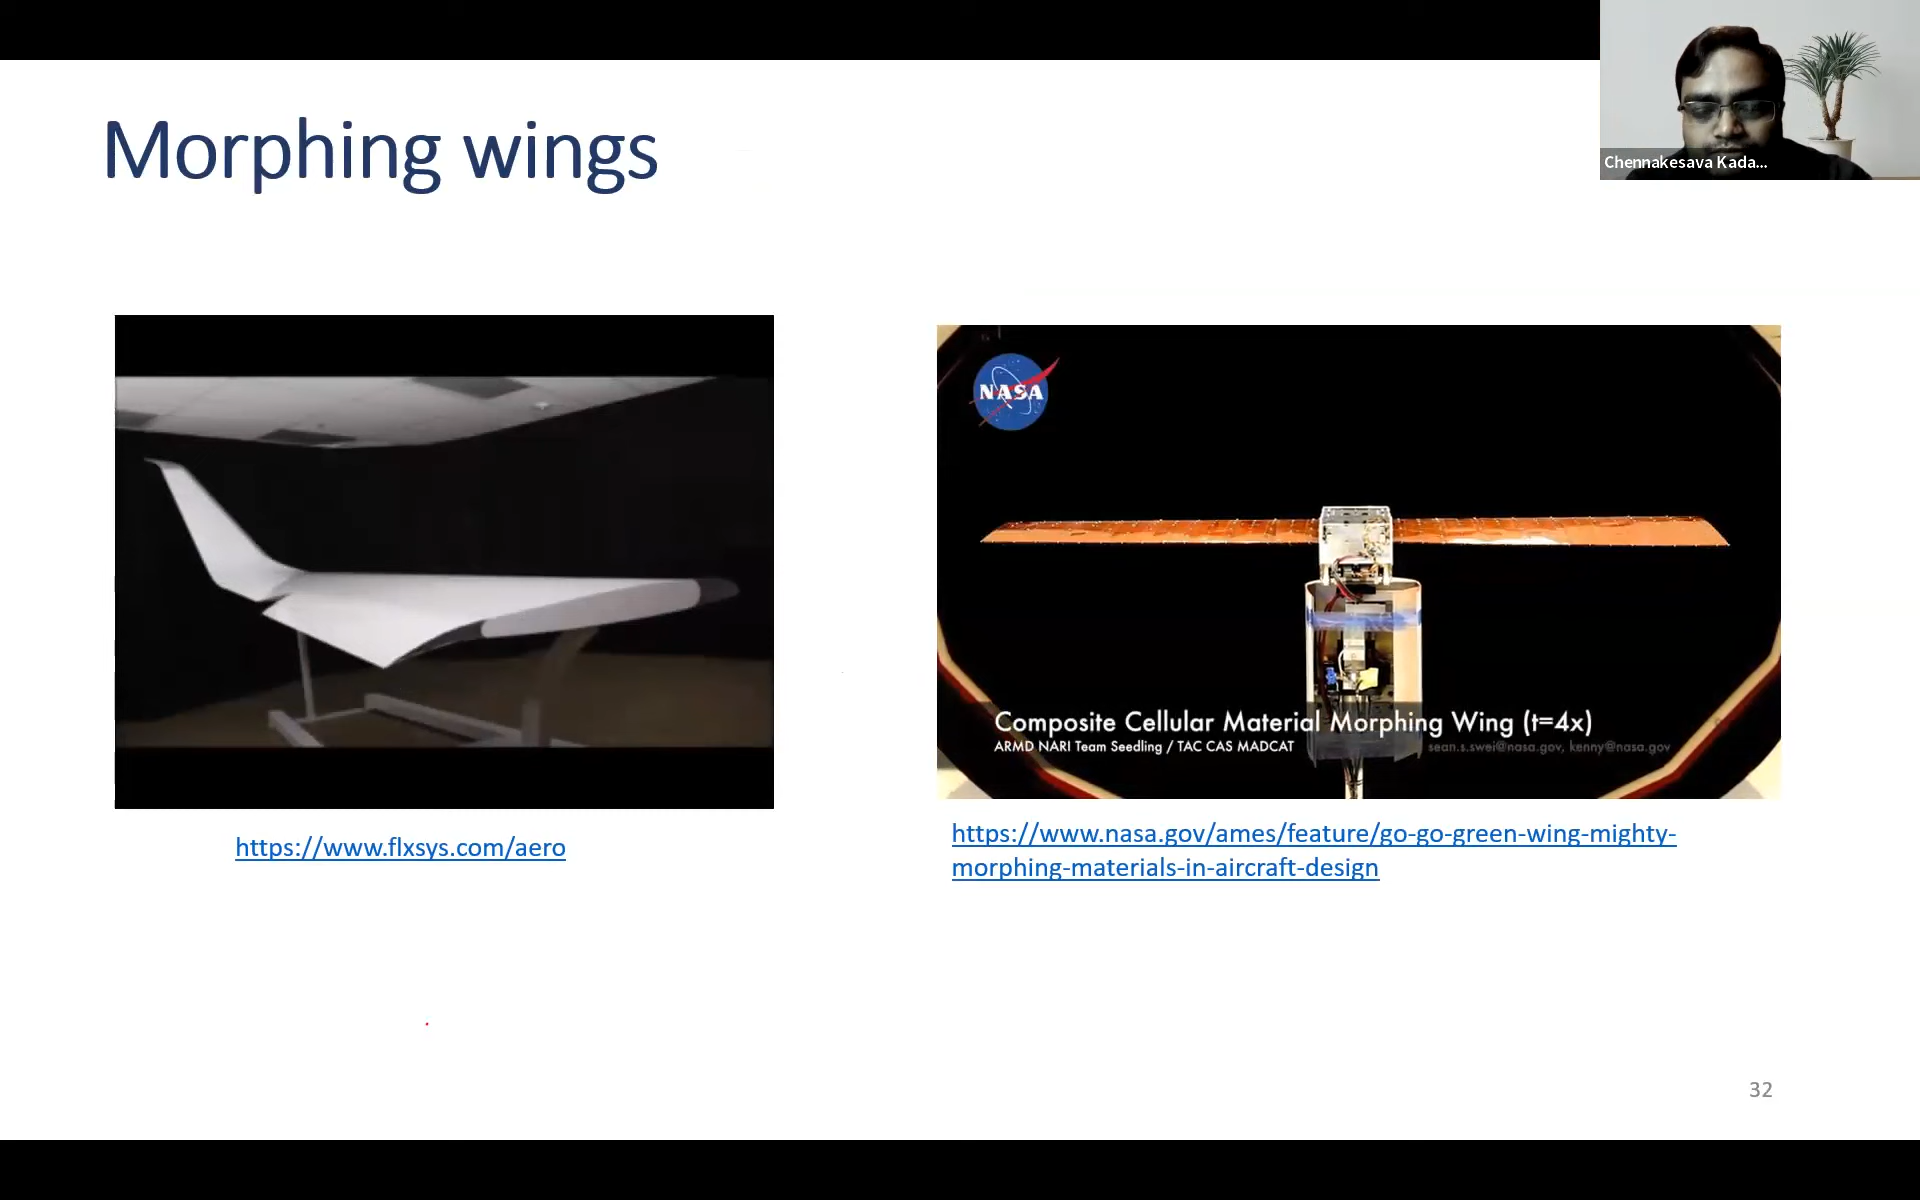 Morphing wings
Chennakesava Kada...
NASA
Composite Cellular Material Morphing Wing (t=4x)
ARMD NARI Team Seedling / TAC CAS MADCAT
sean.s.swei@nasa.gov, kenny@nasa.gov
https://www.flxsys.com/aero
https://www.nasa.gov/ames/feature/go-go-green-wing-mighty-
morphing-materials-in-aircraft-design
32